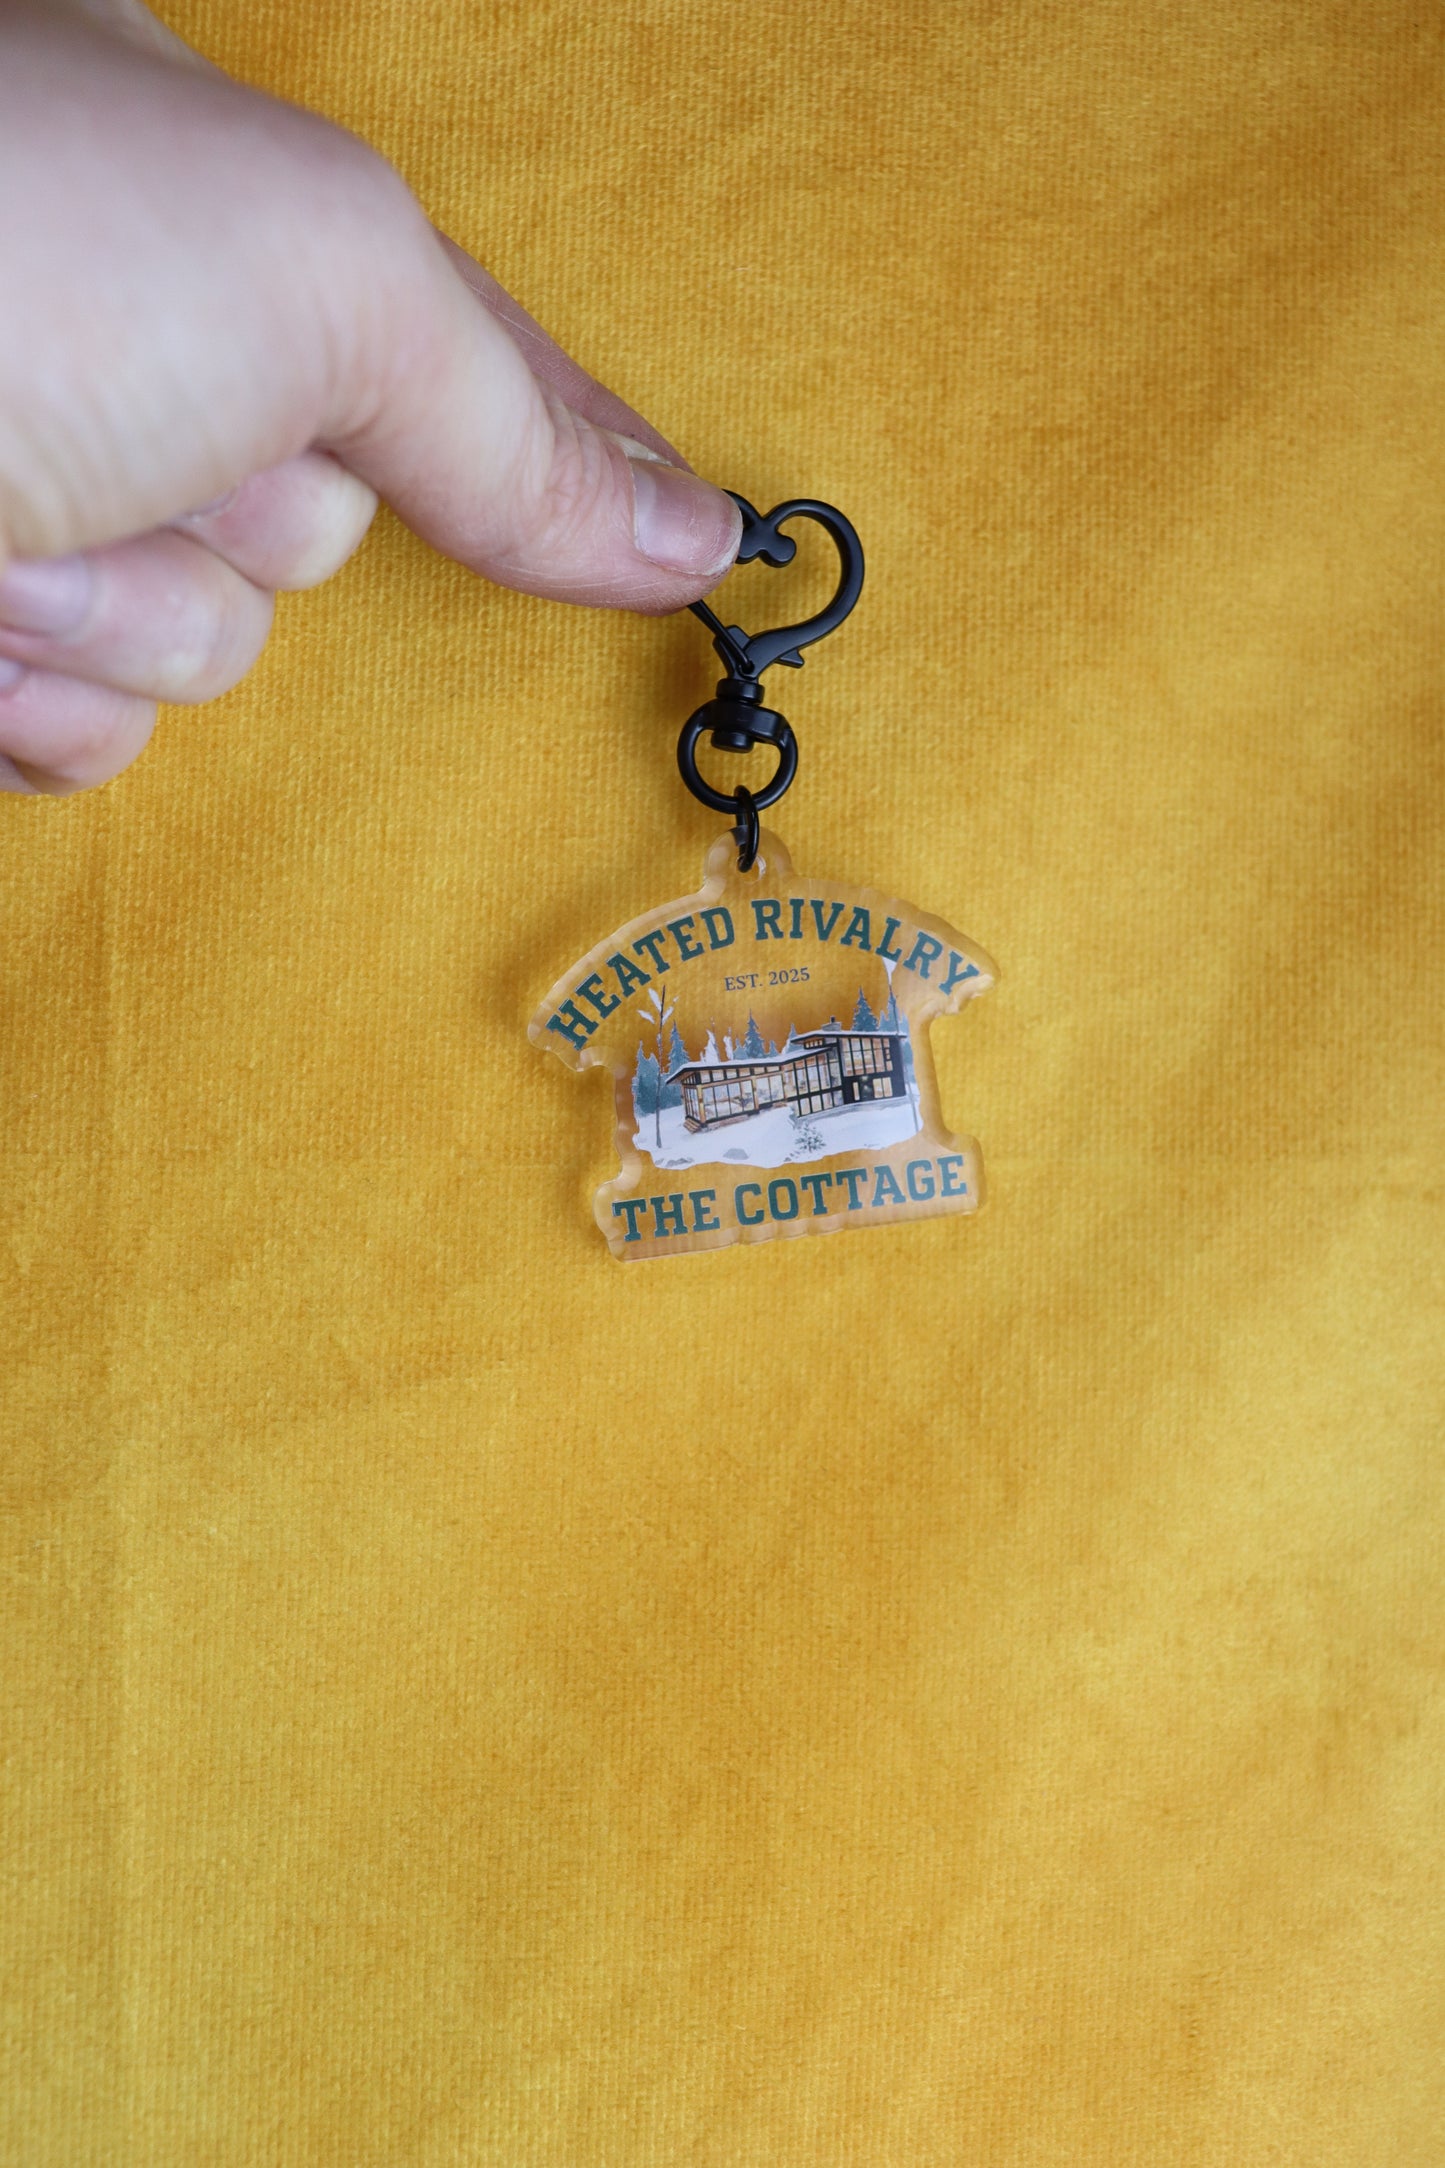 HEATED RIVALRY
EST. 2025
THE COTTAGE